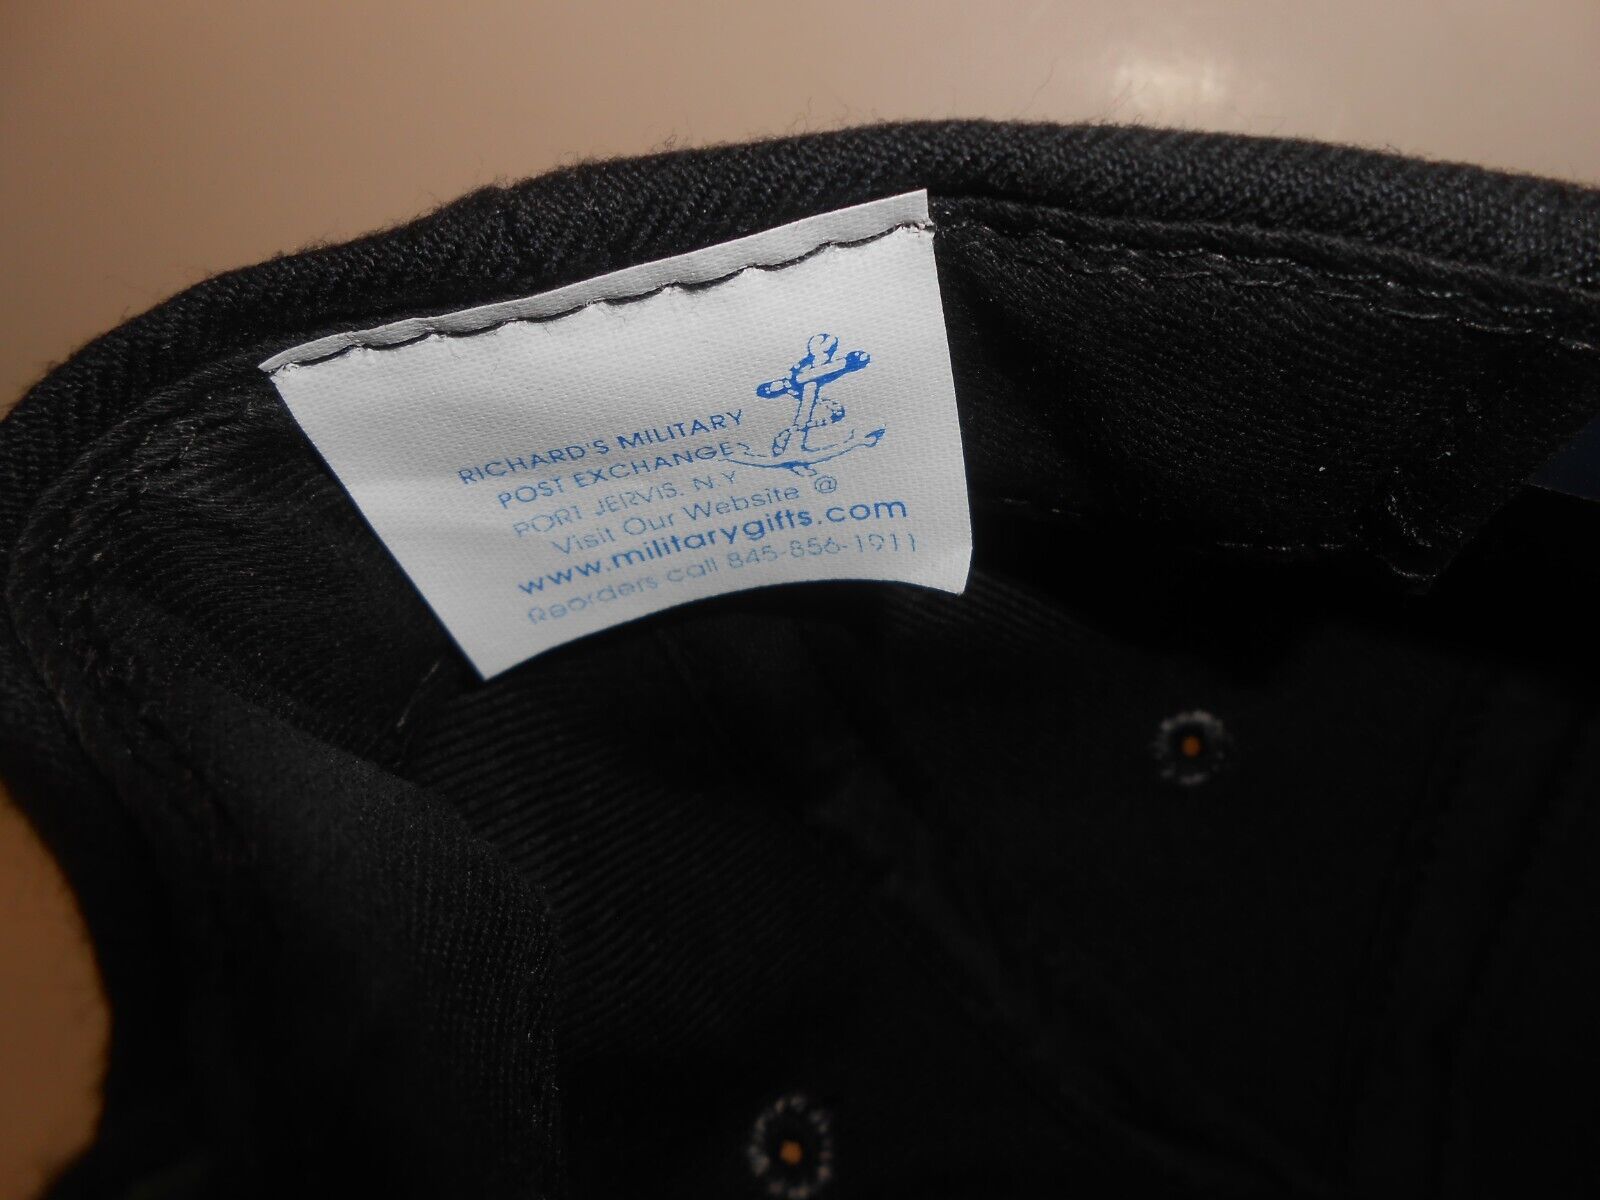 RICHARD'S MILITARY
POST EXCHANGE
PORT JERVIS, N.Y.
Visit Our Website @
www.militarygifts.com
Reorders call 845-856-1911